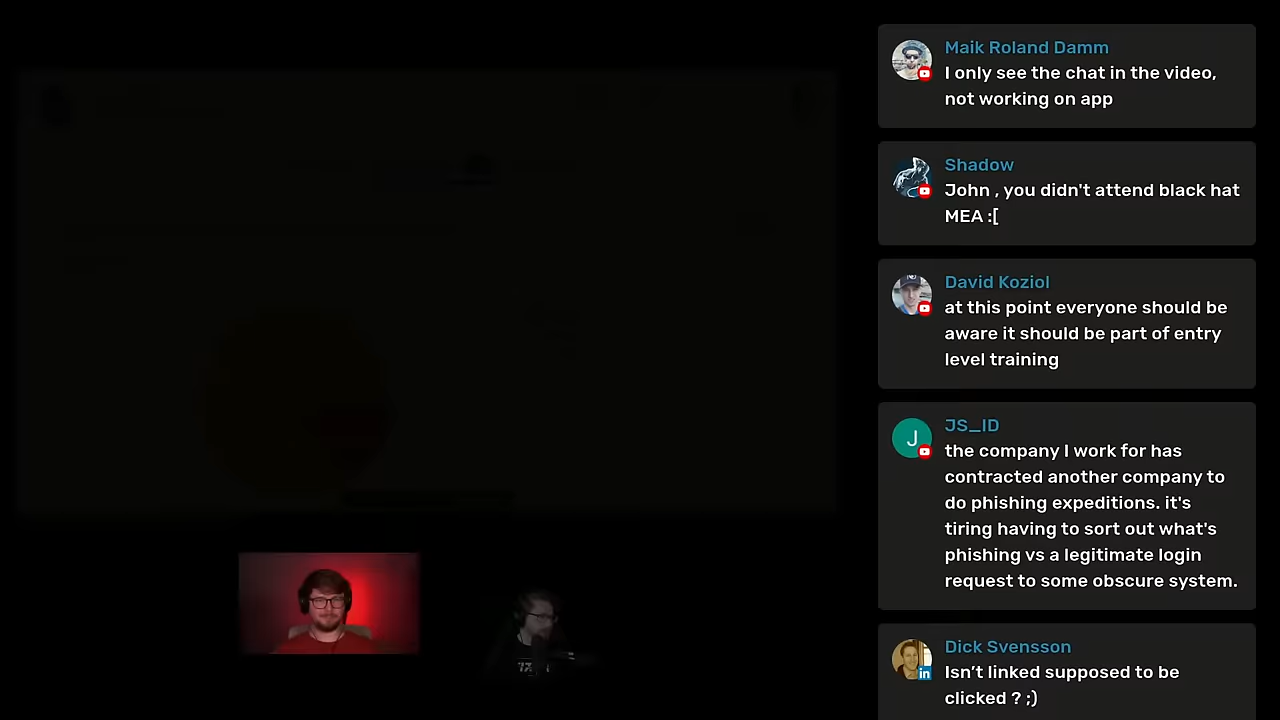 Maik Roland Damm
I only see the chat in the video,
not working on app
Shadow
John , you didn't attend black hat
MEA :[
David Koziol
at this point everyone should be
aware it should be part of entry
level training
J
JS_ID
the company I work for has
contracted another company to
do phishing expeditions. it's
tiring having to sort out what's
phishing vs a legitimate login
request to some obscure system.
Dick Svensson
in
Isn’t linked supposed to be
clicked ? ;)